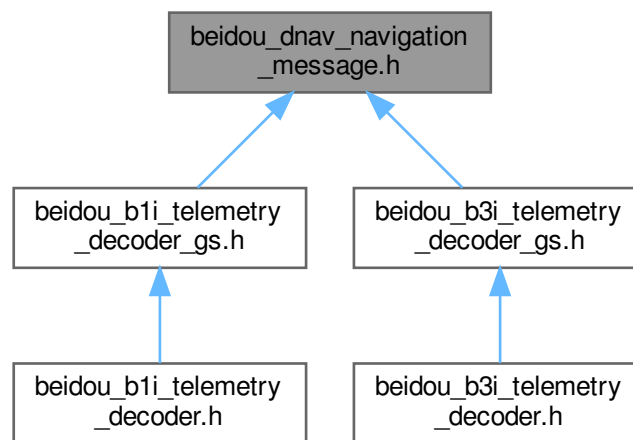 beidou_dnav_navigation
_message.h
beidou_b1i_telemetry
_decoder_gs.h
beidou_b3i_telemetry
_decoder_gs.h
beidou_b1i_telemetry
_decoder.h
beidou_b3i_telemetry
_decoder.h